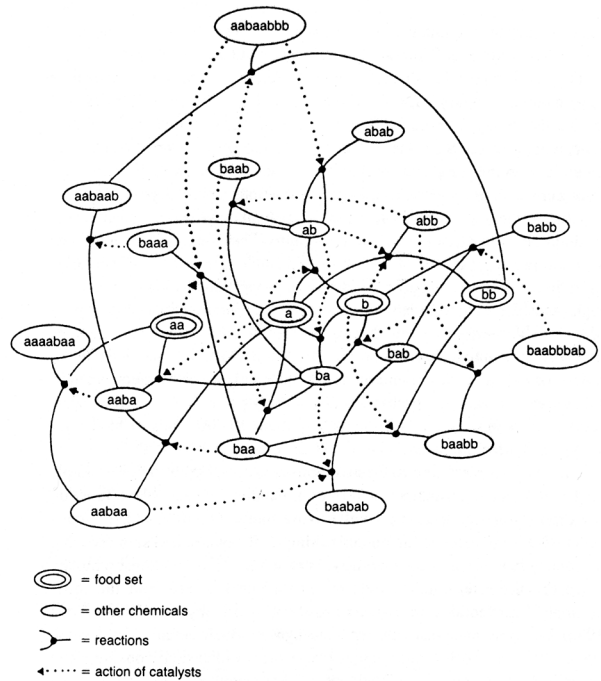 aabaabbb
abab
baab
aabaab
ab
abb
babb
baaa
a
b
bb
aa
aaaabaa
bab
baabbbab
ba
aaba
baa
baabb
aabaa
baabab
= food set
= other chemicals
= reactions
= action of catalysts